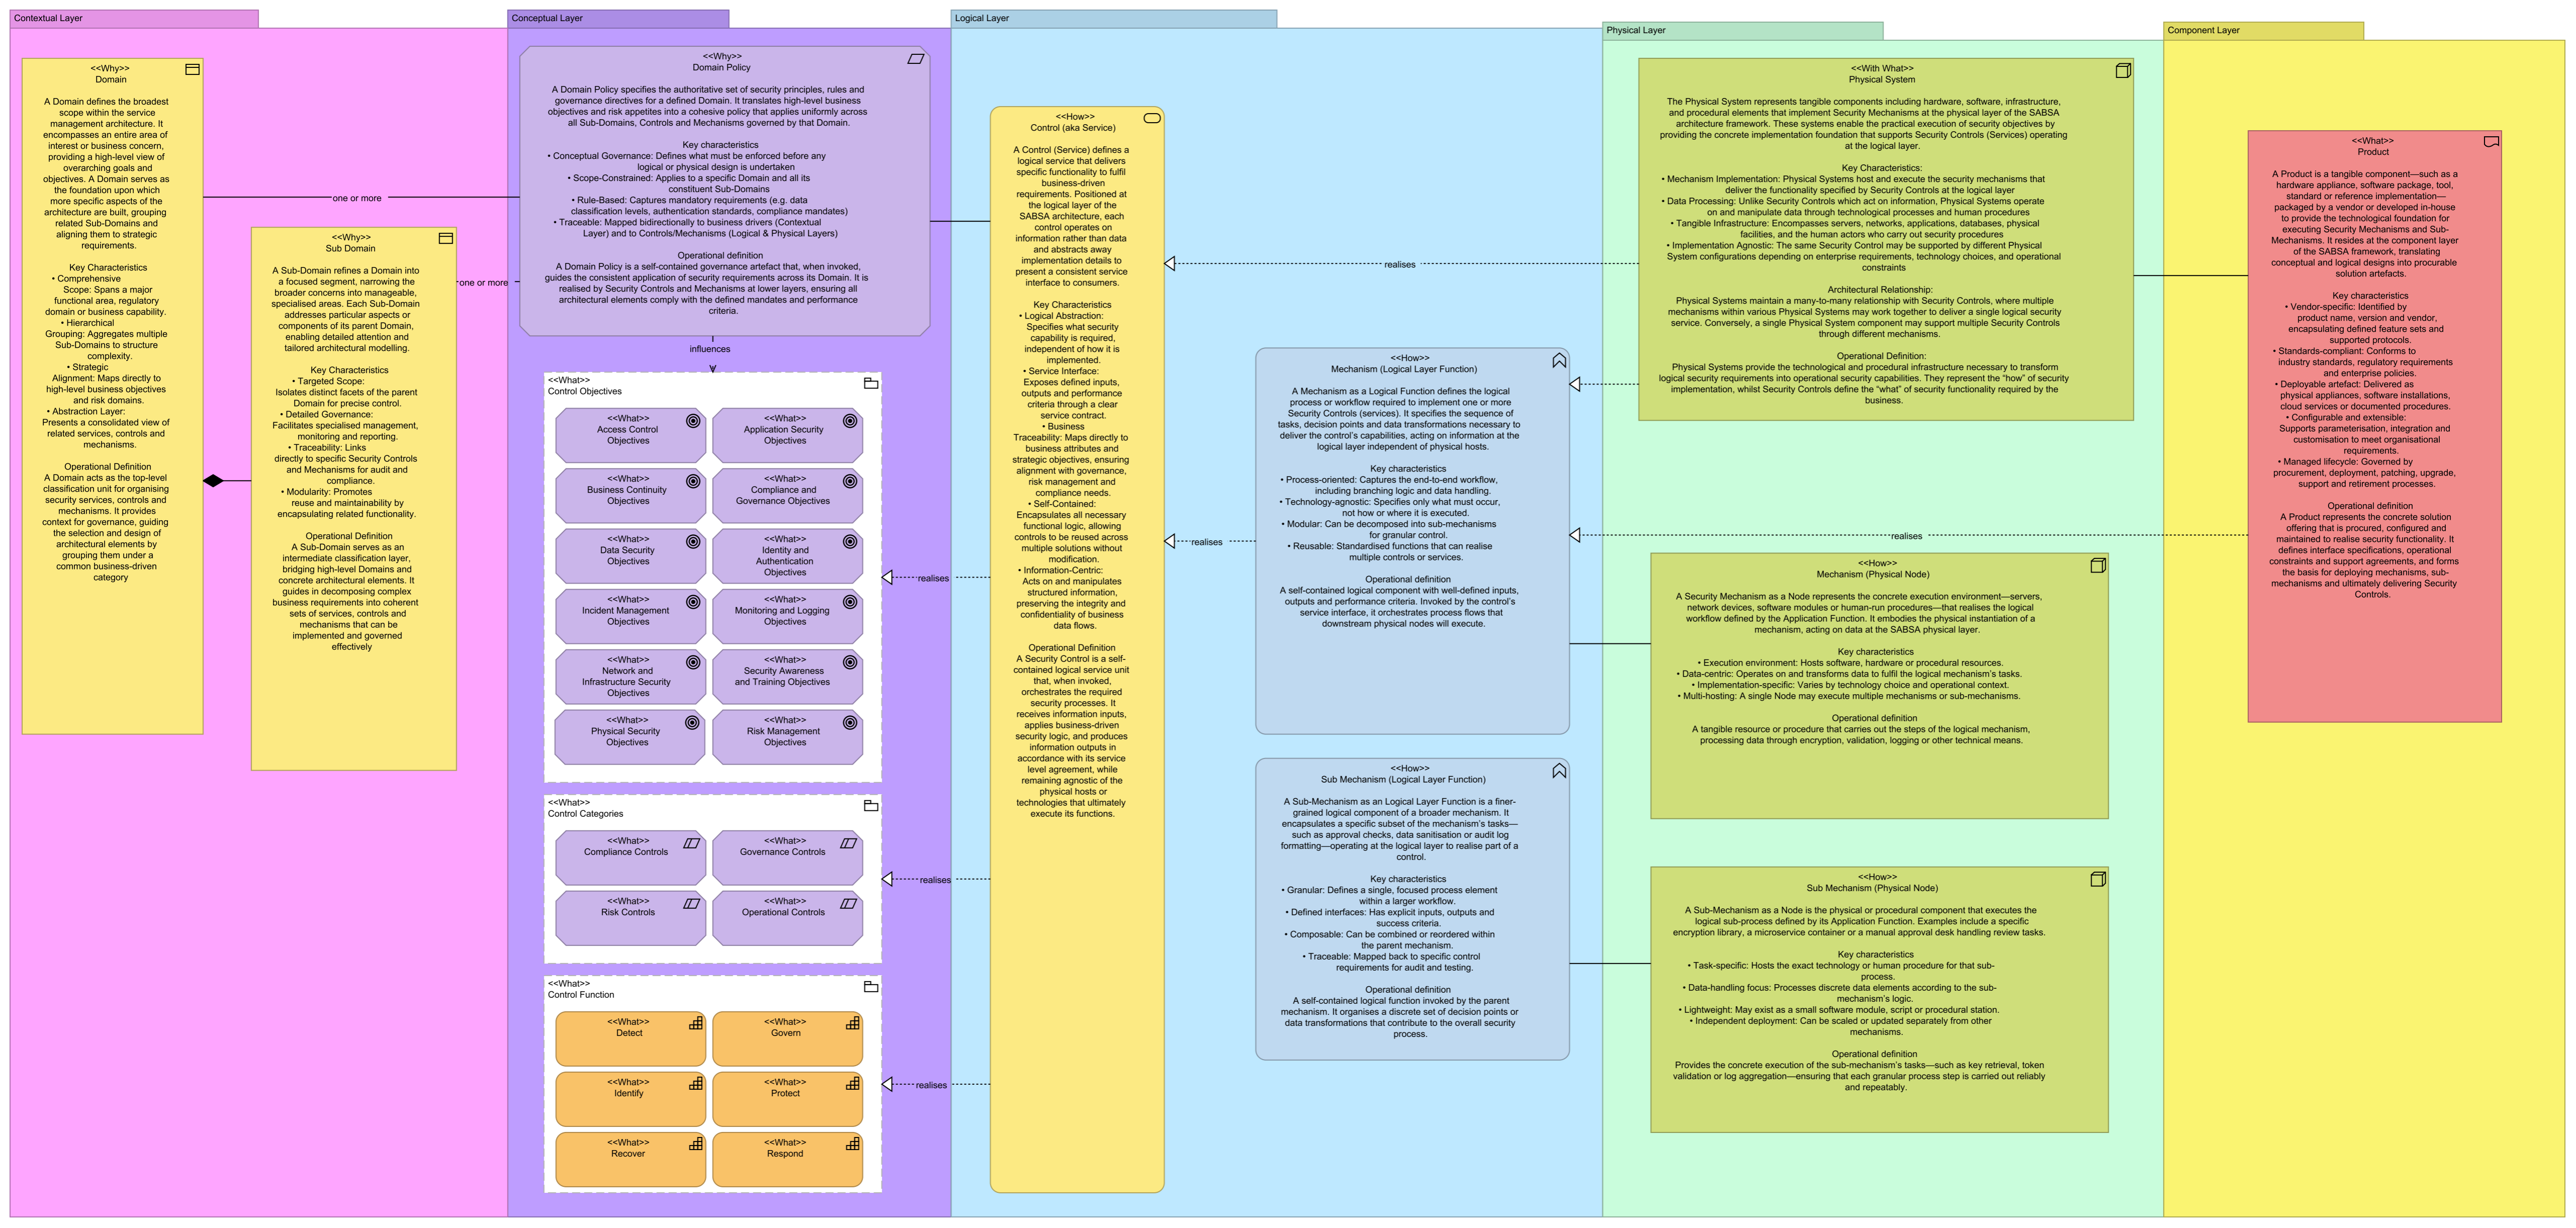 Contextual Layer
<<Why>>
Domain
A Domain defines the broadest
scope within the service
management architecture. It
encompasses an entire area of
interest or business concern,
providing a high-level view of
overarching goals and
objectives. A Domain serves as
the foundation upon which
more specific aspects of the
architecture are built, grouping
related Sub-Domains and
aligning them to strategic
requirements.
Key Characteristics
• Comprehensive
Scope: Spans a major
functional area, regulatory
domain or business capability.
• Hierarchical
Grouping: Aggregates multiple
Sub-Domains to structure
complexity.
• Strategic
Alignment: Maps directly to
high-level business objectives
and risk domains.
• Abstraction Layer:
Presents a consolidated view of
related services, controls and
mechanisms.
Operational Definition
A Domain acts as the top-level
classification unit for organising
security services, controls and
mechanisms. It provides
context for governance, guiding
the selection and design of
architectural elements by
grouping them under a
common business-driven
category
<<Why>>
Sub Domain
A Sub-Domain refines a Domain into
a focused segment, narrowing the
broader concerns into manageable,
specialised areas. Each Sub-Domain
addresses particular aspects or
components of its parent Domain,
enabling detailed attention and
tailored architectural modelling.
Key Characteristics
• Targeted Scope:
Isolates distinct facets of the parent
Domain for precise control.
• Detailed Governance:
Facilitates specialised management,
monitoring and reporting.
• Traceability: Links
directly to specific Security Controls
and Mechanisms for audit and
compliance.
• Modularity: Promotes
reuse and maintainability by
encapsulating related functionality.
Operational Definition
A Sub-Domain serves as an
intermediate classification layer,
bridging high-level Domains and
concrete architectural elements. It
guides in decomposing complex
business requirements into coherent
sets of services, controls and
mechanisms that can be
implemented and governed
effectively
one or more
one or more
Conceptual Layer
<<Why>>
Domain Policy
A Domain Policy specifies the authoritative set of security principles, rules and
governance directives for a defined Domain. It translates high-level business
objectives and risk appetites into a cohesive policy that applies uniformly across
all Sub-Domains, Controls and Mechanisms governed by that Domain.
Key characteristics
• Conceptual Governance: Defines what must be enforced before any
logical or physical design is undertaken
• Scope-Constrained: Applies to a specific Domain and all its
constituent Sub-Domains
• Rule-Based: Captures mandatory requirements (e.g. data
classification levels, authentication standards, compliance mandates)
• Traceable: Mapped bidirectionally to business drivers (Contextual
Layer) and to Controls/Mechanisms (Logical & Physical Layers)
Operational definition
A Domain Policy is a self-contained governance artefact that, when invoked,
guides the consistent application of security requirements across its Domain. It is
realised by Security Controls and Mechanisms at lower layers, ensuring all
architectural elements comply with the defined mandates and performance
criteria.
influences
<<What>>
Control Objectives
<<What>>
Access Control
Objectives
<<What>>
Application Security
Objectives
<<What>>
Business Continuity
Objectives
<<What>>
Compliance and
Governance Objectives
<<What>>
Data Security
Objectives
<<What>>
Identity and
Authentication
Objectives
<<What>>
Incident Management
Objectives
<<What>>
Monitoring and Logging
Objectives
<<What>>
Network and
Infrastructure Security
Objectives
<<What>>
Security Awareness
and Training Objectives
<<What>>
Physical Security
Objectives
<<What>>
Risk Management
Objectives
<<What>>
Control Categories
<<What>>
Compliance Controls
<<What>>
Governance Controls
<<What>>
Risk Controls
<<What>>
Operational Controls
<<What>>
Control Function
<<What>>
Detect
<<What>>
Govern
<<What>>
Identify
<<What>>
Protect
<<What>>
Recover
<<What>>
Respond
realises
realises
realises
Logical Layer
<<How>>
Control (aka Service)
A Control (Service) defines a
logical service that delivers
specific functionality to fulfil
business-driven
requirements. Positioned at
the logical layer of the
SABSA architecture, each
control operates on
information rather than data
and abstracts away
implementation details to
present a consistent service
interface to consumers.
Key Characteristics
• Logical Abstraction:
Specifies what security
capability is required,
independent of how it is
implemented.
• Service Interface:
Exposes defined inputs,
outputs and performance
criteria through a clear
service contract.
• Business
Traceability: Maps directly to
business attributes and
strategic objectives, ensuring
alignment with governance,
risk management and
compliance needs.
• Self-Contained:
Encapsulates all necessary
functional logic, allowing
controls to be reused across
multiple solutions without
modification.
• Information-Centric:
Acts on and manipulates
structured information,
preserving the integrity and
confidentiality of business
data flows.
Operational Definition
A Security Control is a self-
contained logical service unit
that, when invoked,
orchestrates the required
security processes. It
receives information inputs,
applies business-driven
security logic, and produces
information outputs in
accordance with its service
level agreement, while
remaining agnostic of the
physical hosts or
technologies that ultimately
execute its functions.
realises
realises
<<How>>
Mechanism (Logical Layer Function)
A Mechanism as a Logical Function defines the logical
process or workflow required to implement one or more
Security Controls (services). It specifies the sequence of
tasks, decision points and data transformations necessary to
deliver the control's capabilities, acting on information at the
logical layer independent of physical hosts.
Key characteristics
• Process-oriented: Captures the end-to-end workflow,
including branching logic and data handling.
• Technology-agnostic: Specifies only what must occur,
not how or where it is executed.
• Modular: Can be decomposed into sub-mechanisms
for granular control.
• Reusable: Standardised functions that can realise
multiple controls or services.
Operational definition
A self-contained logical component with well-defined inputs,
outputs and performance criteria. Invoked by the control's
service interface, it orchestrates process flows that
downstream physical nodes will execute.
<<How>>
Sub Mechanism (Logical Layer Function)
A Sub-Mechanism as an Logical Layer Function is a finer-
grained logical component of a broader mechanism. It
encapsulates a specific subset of the mechanism's tasks—
such as approval checks, data sanitisation or audit log
formatting—operating at the logical layer to realise part of a
control.
Key characteristics
• Granular: Defines a single, focused process element
within a larger workflow.
• Defined interfaces: Has explicit inputs, outputs and
success criteria.
• Composable: Can be combined or reordered within
the parent mechanism.
• Traceable: Mapped back to specific control
requirements for audit and testing.
Operational definition
A self-contained logical function invoked by the parent
mechanism. It organises a discrete set of decision points or
data transformations that contribute to the overall security
process.
Physical Layer
<<With What>>
Physical System
The Physical System represents tangible components including hardware, software, infrastructure,
and procedural elements that implement Security Mechanisms at the physical layer of the SABSA
architecture framework. These systems enable the practical execution of security objectives by
providing the concrete implementation foundation that supports Security Controls (Services) operating
at the logical layer.
Key Characteristics:
• Mechanism Implementation: Physical Systems host and execute the security mechanisms that
deliver the functionality specified by Security Controls at the logical layer
• Data Processing: Unlike Security Controls which act on information, Physical Systems operate
on and manipulate data through technological processes and human procedures
• Tangible Infrastructure: Encompasses servers, networks, applications, databases, physical
facilities, and the human actors who carry out security procedures
• Implementation Agnostic: The same Security Control may be supported by different Physical
System configurations depending on enterprise requirements, technology choices, and operational
constraints
Architectural Relationship:
Physical Systems maintain a many-to-many relationship with Security Controls, where multiple
mechanisms within various Physical Systems may work together to deliver a single logical security
service. Conversely, a single Physical System component may support multiple Security Controls
through different mechanisms.
Operational Definition:
Physical Systems provide the technological and procedural infrastructure necessary to transform
logical security requirements into operational security capabilities. They represent the "how" of security
implementation, whilst Security Controls define the "what" of security functionality required by the
business.
realises
<<How>>
Mechanism (Physical Node)
A Security Mechanism as a Node represents the concrete execution environment—servers,
network devices, software modules or human-run procedures—that realises the logical
workflow defined by the Application Function. It embodies the physical instantiation of a
mechanism, acting on data at the SABSA physical layer.
Key characteristics
• Execution environment: Hosts software, hardware or procedural resources.
• Data-centric: Operates on and transforms data to fulfil the logical mechanism's tasks.
• Implementation-specific: Varies by technology choice and operational context.
• Multi-hosting: A single Node may execute multiple mechanisms or sub-mechanisms.
Operational definition
A tangible resource or procedure that carries out the steps of the logical mechanism,
processing data through encryption, validation, logging or other technical means.
<<How>>
Sub Mechanism (Physical Node)
A Sub-Mechanism as a Node is the physical or procedural component that executes the
logical sub-process defined by its Application Function. Examples include a specific
encryption library, a microservice container or a manual approval desk handling review tasks.
Key characteristics
• Task-specific: Hosts the exact technology or human procedure for that sub-
process.
• Data-handling focus: Processes discrete data elements according to the sub-
mechanism's logic.
• Lightweight: May exist as a small software module, script or procedural station.
• Independent deployment: Can be scaled or updated separately from other
mechanisms.
Operational definition
Provides the concrete execution of the sub-mechanism's tasks—such as key retrieval, token
validation or log aggregation—ensuring that each granular process step is carried out reliably
and repeatably.
Component Layer
<<What>>
Product
A Product is a tangible component—such as a
hardware appliance, software package, tool,
standard or reference implementation—
packaged by a vendor or developed in-house
to provide the technological foundation for
executing Security Mechanisms and Sub-
Mechanisms. It resides at the component layer
of the SABSA framework, translating
conceptual and logical designs into procurable
solution artefacts.
Key characteristics
• Vendor-specific: Identified by
product name, version and vendor,
encapsulating defined feature sets and
supported protocols.
• Standards-compliant: Conforms to
industry standards, regulatory requirements
and enterprise policies.
• Deployable artefact: Delivered as
physical appliances, software installations,
cloud services or documented procedures.
• Configurable and extensible:
Supports parameterisation, integration and
customisation to meet organisational
requirements.
• Managed lifecycle: Governed by
procurement, deployment, patching, upgrade,
support and retirement processes.
Operational definition
A Product represents the concrete solution
offering that is procured, configured and
maintained to realise security functionality. It
defines interface specifications, operational
constraints and support agreements, and forms
the basis for deploying mechanisms, sub-
mechanisms and ultimately delivering Security
Controls.